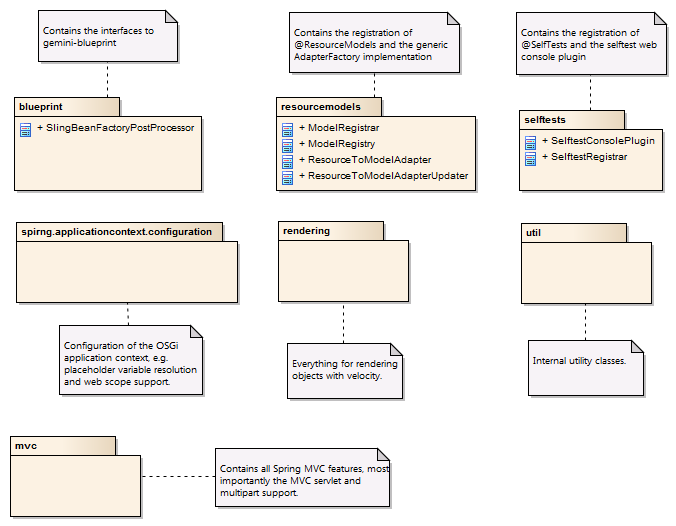 Contains the interfaces to
gemini-blueprint
Contains the registration of
@ResourceModels and the generic
AdapterFactory implementation
Contains the registration of
@SelfTests and the selftest web
console plugin
blueprint
+ SlingBeanFactoryPostProcessor
resourcemodels
+ ModelRegistrar
+ ModelRegistry
+ ResourceToModelAdapter
+ ResourceToModelAdapterUpdater
selftests
+ SelftestConsolePlugin
+ SelftestRegistrar
spirng.applicationcontext.configuration
rendering
util
Configuration of the OSGi
application context, e.g.
placeholder variable resolution
and web scope support.
Everything for rendering
objects with velocity.
Internal utility classes.
mvc
Contains all Spring MVC features, most
importantly the MVC servlet and
multipart support.